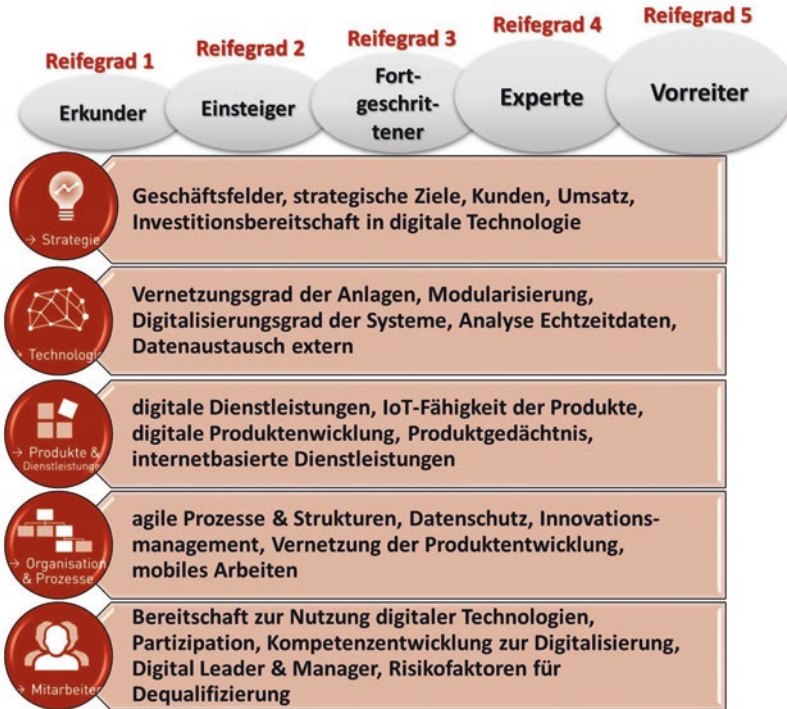 Reifegrad 1
Reifegrad 2
Reifegrad 3
Reifegrad 4
Reifegrad 5
Erkunder
Einsteiger
Fort-
geschrit-
tener
Experte
Vorreiter
→ Strategie
Geschäftsfelder, strategische Ziele, Kunden, Umsatz,
Investitionsbereitschaft in digitale Technologie
→ Technologie
Vernetzungsgrad der Anlagen, Modularisierung,
Digitalisierungsgrad der Systeme, Analyse Echtzeitdaten,
Datenaustausch extern
→ Produkte &
Dienstleistunge
digitale Dienstleistungen, IoT-Fähigkeit der Produkte,
digitale Produktenwicklung, Produktgedächtnis,
internetbasierte Dienstleistungen
→ Organisation
& Prozesse
agile Prozesse & Strukturen, Datenschutz, Innovations-
management, Vernetzung der Produktentwicklung,
mobiles Arbeiten
→ Mitarbeiter
Bereitschaft zur Nutzung digitaler Technologien,
Partizipation, Kompetenzentwicklung zur Digitalisierung,
Digital Leader & Manager, Risikofaktoren für
Dequalifizierung